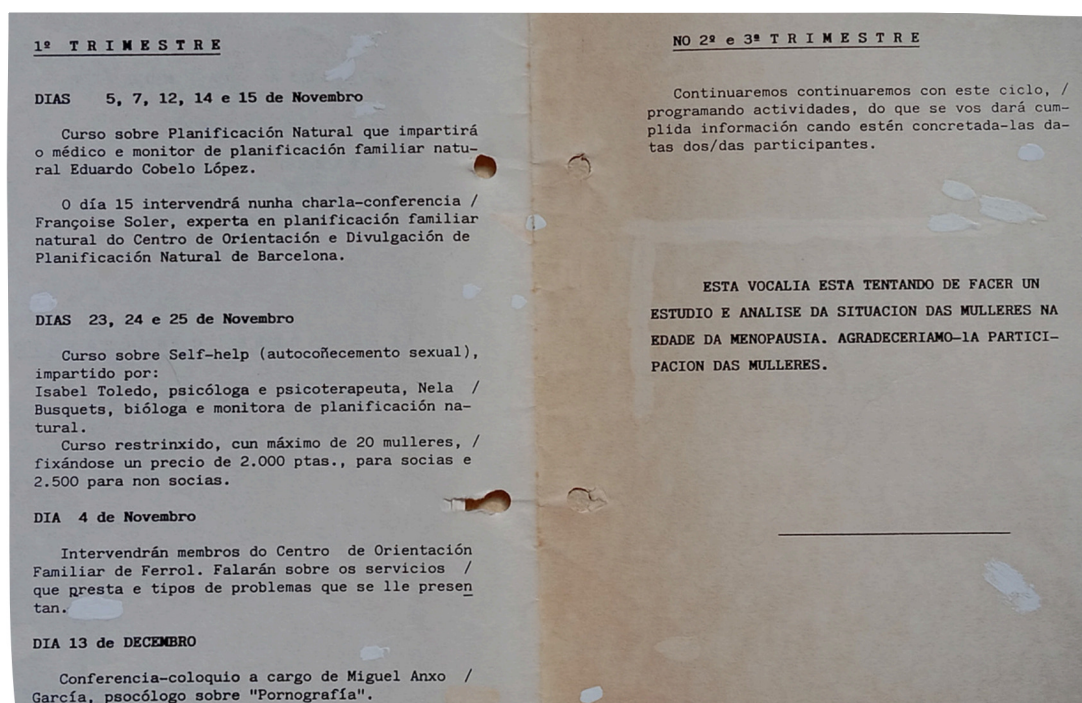 1º TRIMESTRE
DIAS 5, 7, 12, 14 e 15 de Novembro
Curso sobre Planificación Natural que impartirá
o médico e monitor de planificación familiar natu-
ral Eduardo Cobelo López.
O día 15 intervendrá nunha charla-conferencia /
Françoise Soler, experta en planificación familiar
natural do Centro de Orientación e Divulgación de
Planificación Natural de Barcelona.
DIAS 23, 24 e 25 de Novembro
Curso sobre Self-help (autocoñecemento sexual),
impartido por:
Isabel Toledo, psicóloga e psicoterapeuta, Nela /
Busquets, bióloga e monitora de planificación na-
tural.
Curso restrinxido, cun máximo de 20 mulleres, /
fixándose un precio de 2.000 ptas., para socias e
2.500 para non socias.
DIA 4 de Novembro
Intervendrán membros do Centro de Orientación
Familiar de Ferrol. Falarán sobre os servicios /
que presta e tipos de problemas que se lle presen
tan.
DIA 13 de DECEMBRO
Conferencia-coloquio a cargo de Miguel Anxo /
García, psocólogo sobre "Pornografía".
NO 2º e 3ª TRIMESTRE
Continuaremos continuaremos con este ciclo, /
programando actividades, do que se vos dará cum-
plida información cando estén concretada-las da-
tas dos/das participantes.
ESTA VOCALIA ESTA TENTANDO DE FACER UN
ESTUDIO E ANALISE DA SITUACION DAS MULLERES NA
EDADE DA MENOPAUSIA. AGRADECERIAMO-1A PARTICI-
PACION DAS MULLERES.